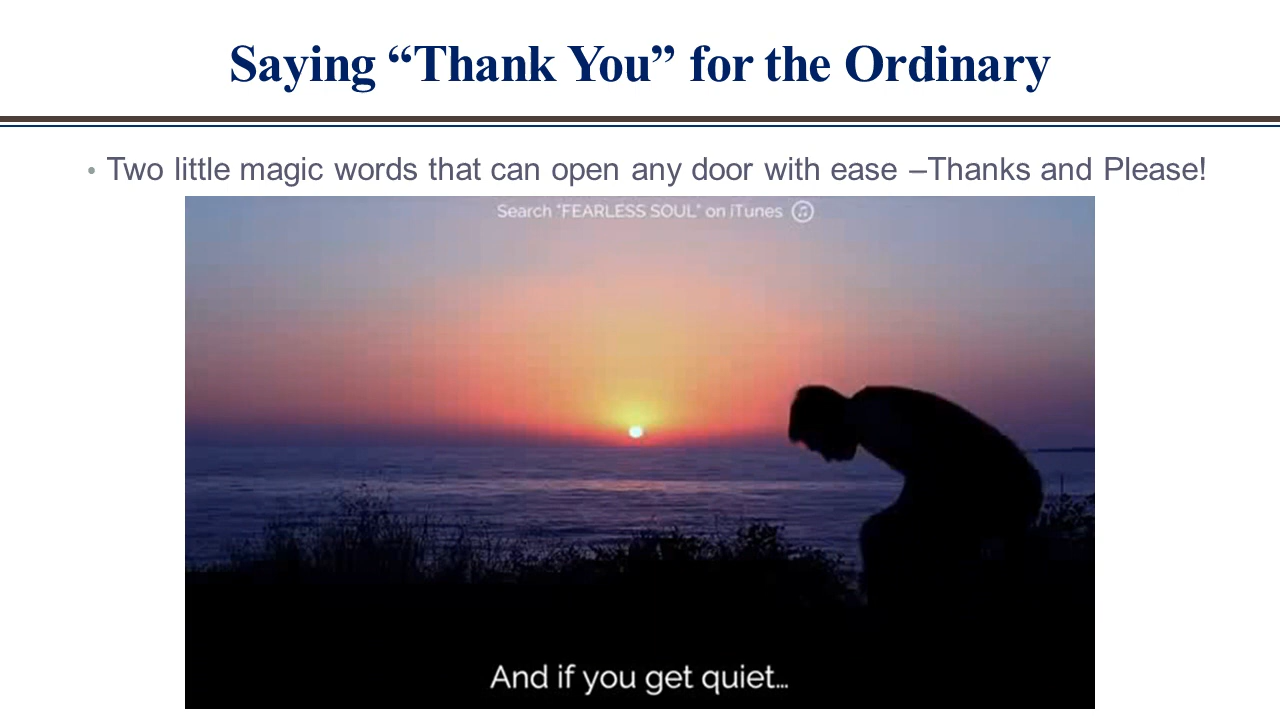 Saying “Thank You” for the Ordinary
• Two little magic words that can open any door with ease –Thanks and Please!
Search "FEARLESS SOUL" on iTunes
And if you get quiet…